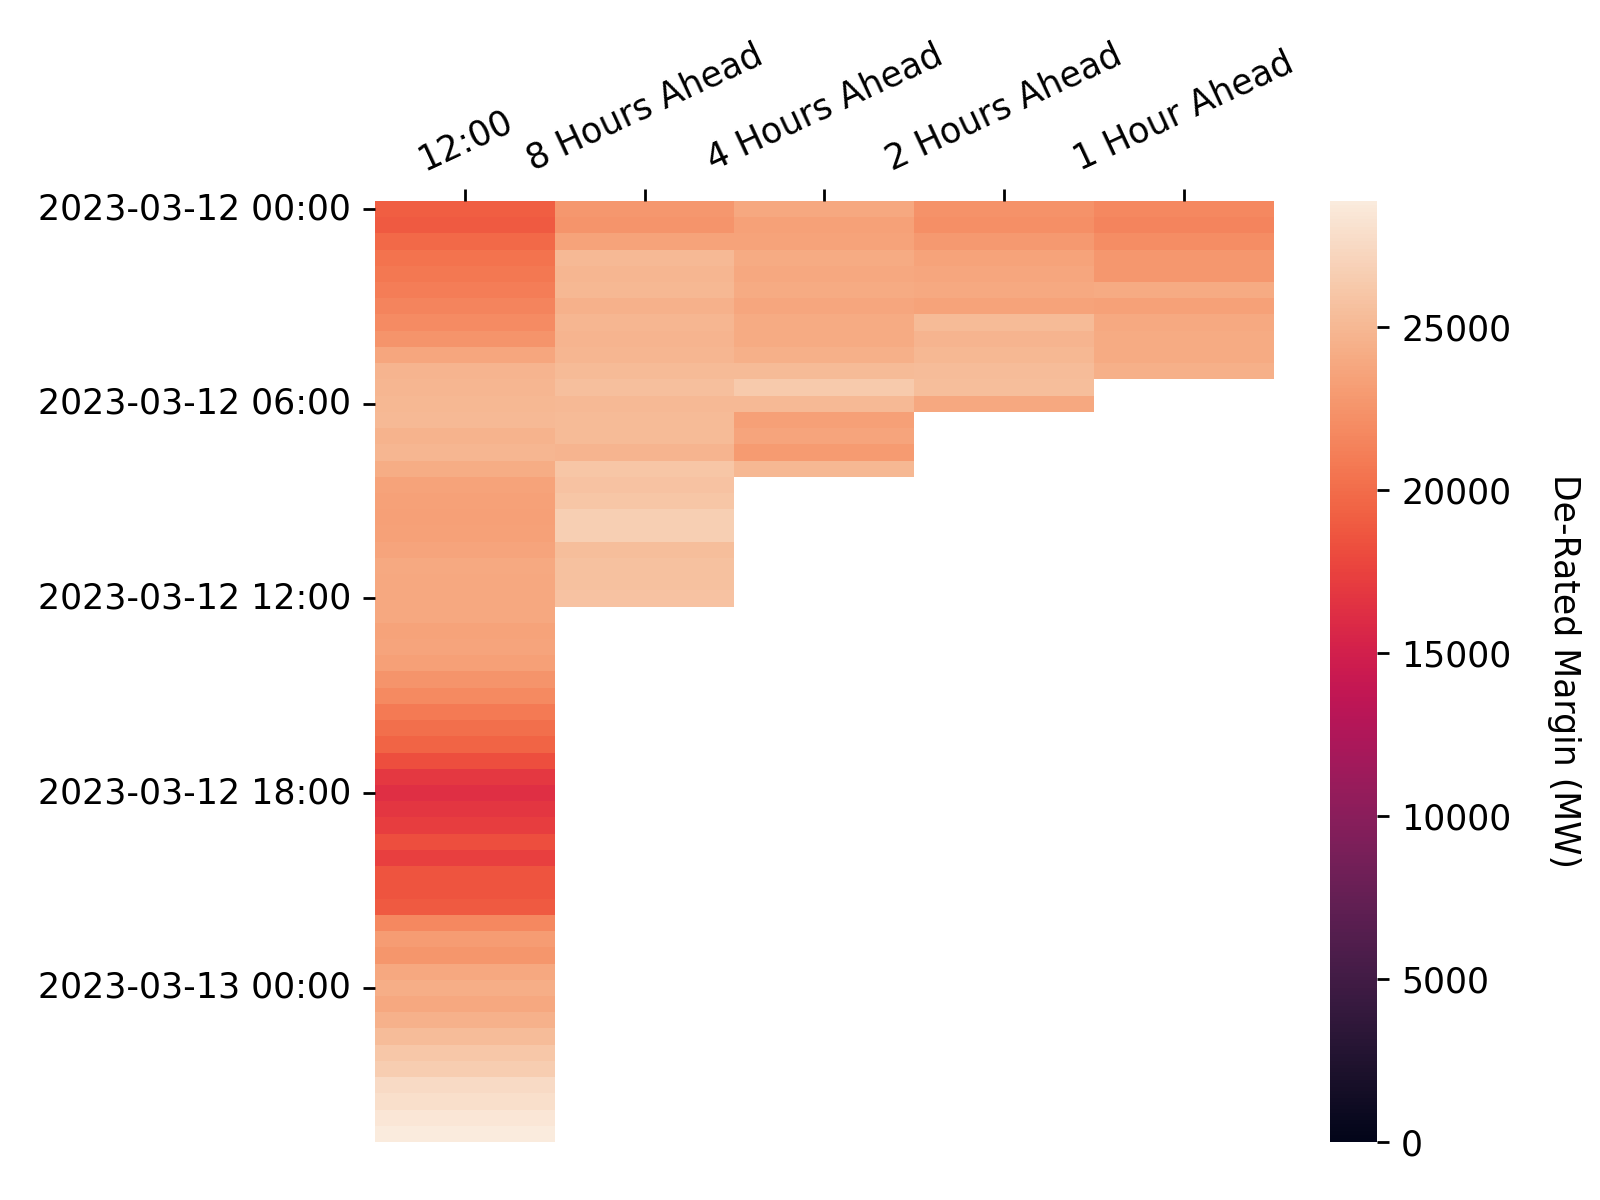 12:00
8 Hours Ahead
4 Hours Ahead
2 Hours Ahead
1 Hour Ahead
2023-03-12 00:00
2023-03-12 06:00
2023-03-12 12:00
2023-03-12 18:00
2023-03-13 00:00
25000
20000
15000
10000
5000
0
De-Rated Margin (MW)